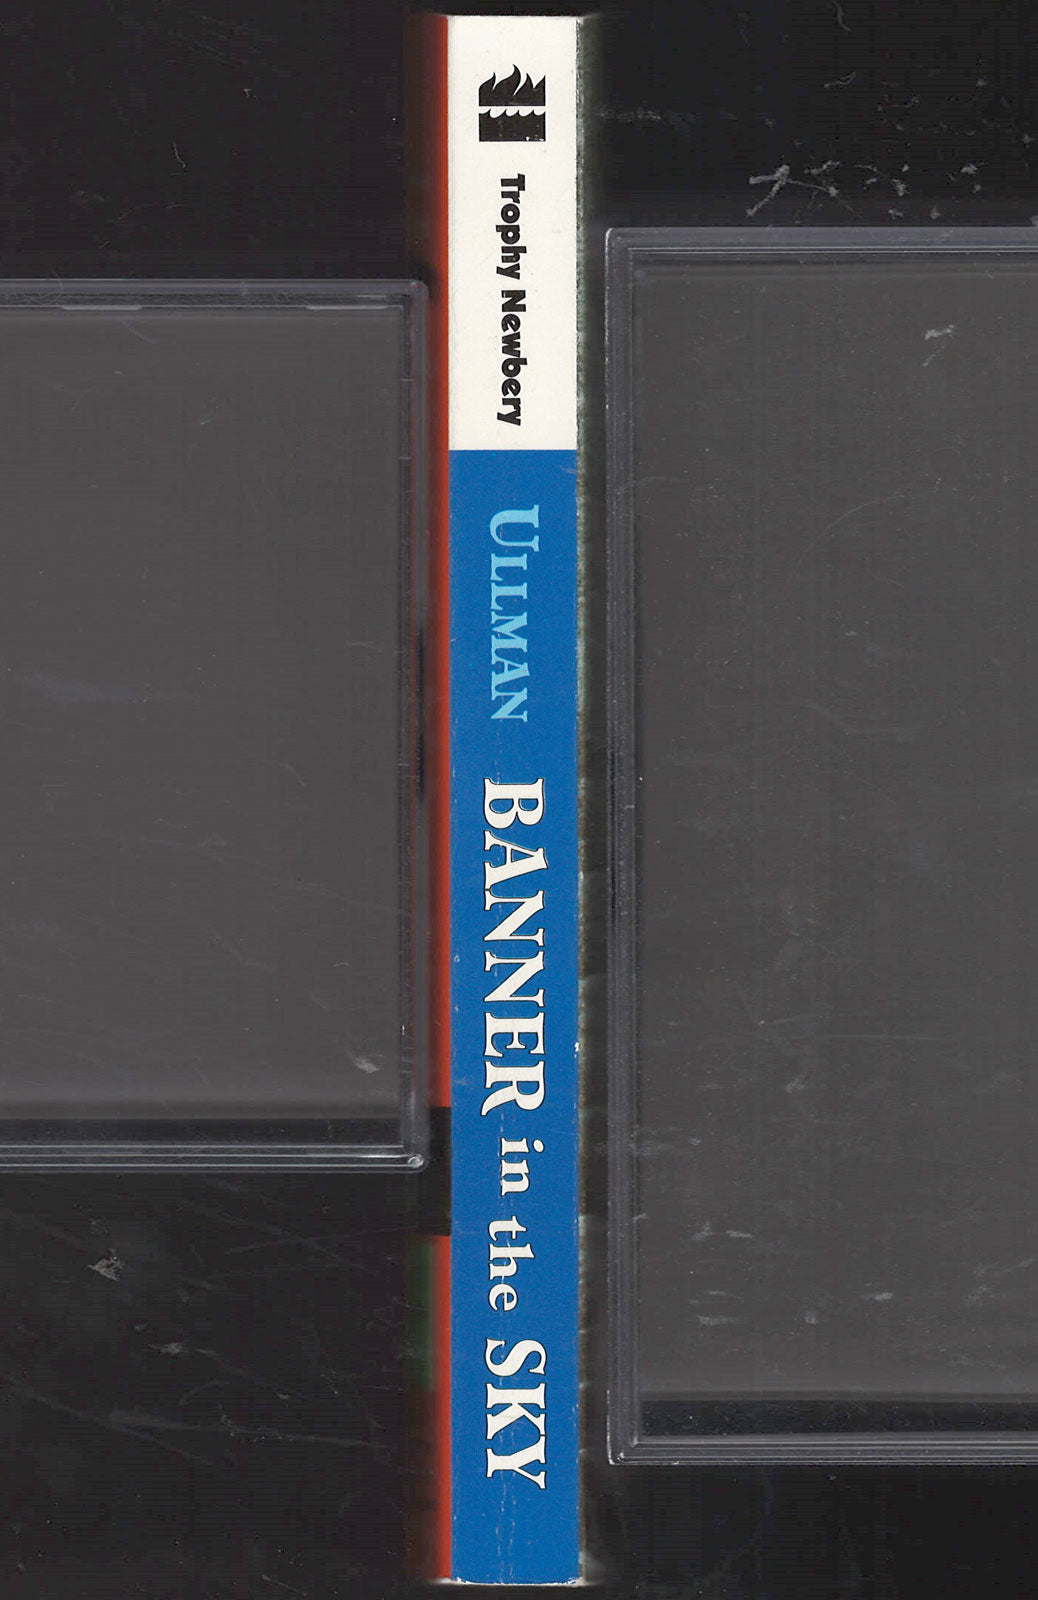 Trophy Newbery
ULLMAN
BANNER in the SKY